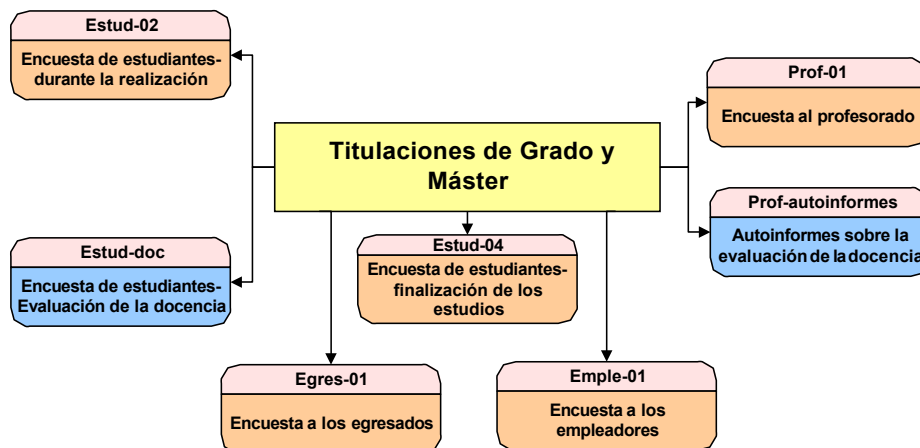 Estud-02
Encuesta de estudiantes-
durante la realización
Prof-01
Encuesta al profesorado
Titulaciones de Grado y
Máster
Prof-autoinformes
Autoinformes sobre la
evaluación de la docencia
Estud-doc
Encuesta de estudiantes-
Evaluación de la docencia
Estud-04
Encuesta de estudiantes-
finalización de los
estudios
Egres-01
Encuesta a los egresados
Emple-01
Encuesta a los
empleadores